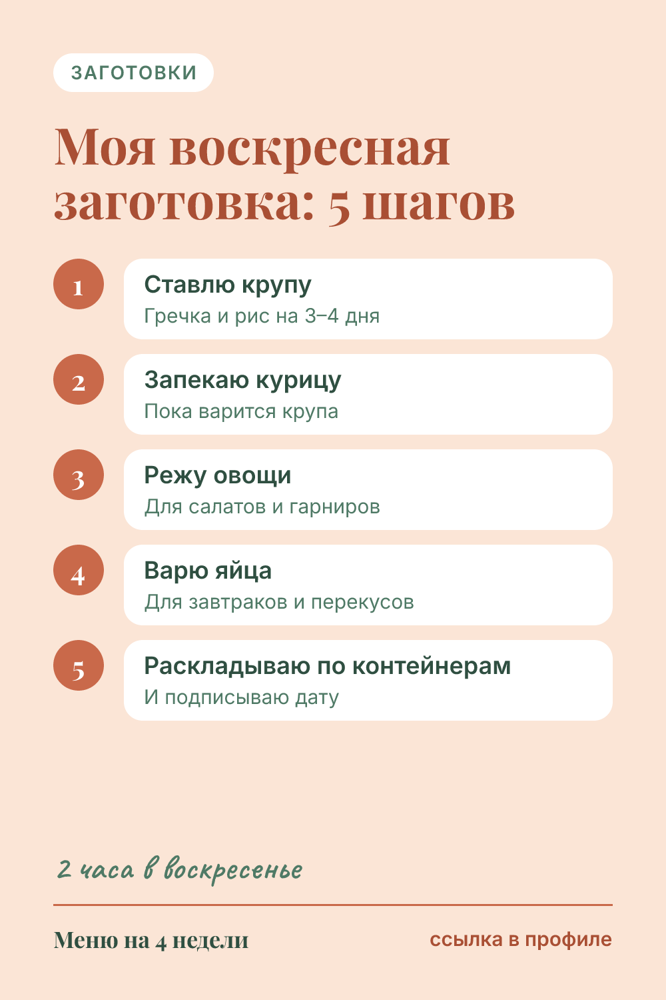 ЗАГОТОВКИ
Моя воскресная
заготовка: 5 шагов
1
Ставлю крупу
Гречка и рис на 3–4 дня
2
Запекаю курицу
Пока варится крупа
3
Режу овощи
Для салатов и гарниров
4
Варю яйца
Для завтраков и перекусов
5
Раскладываю по контейнерам
И подписываю дату
2 часа в воскресенье
Меню на 4 недели
ссылка в профиле